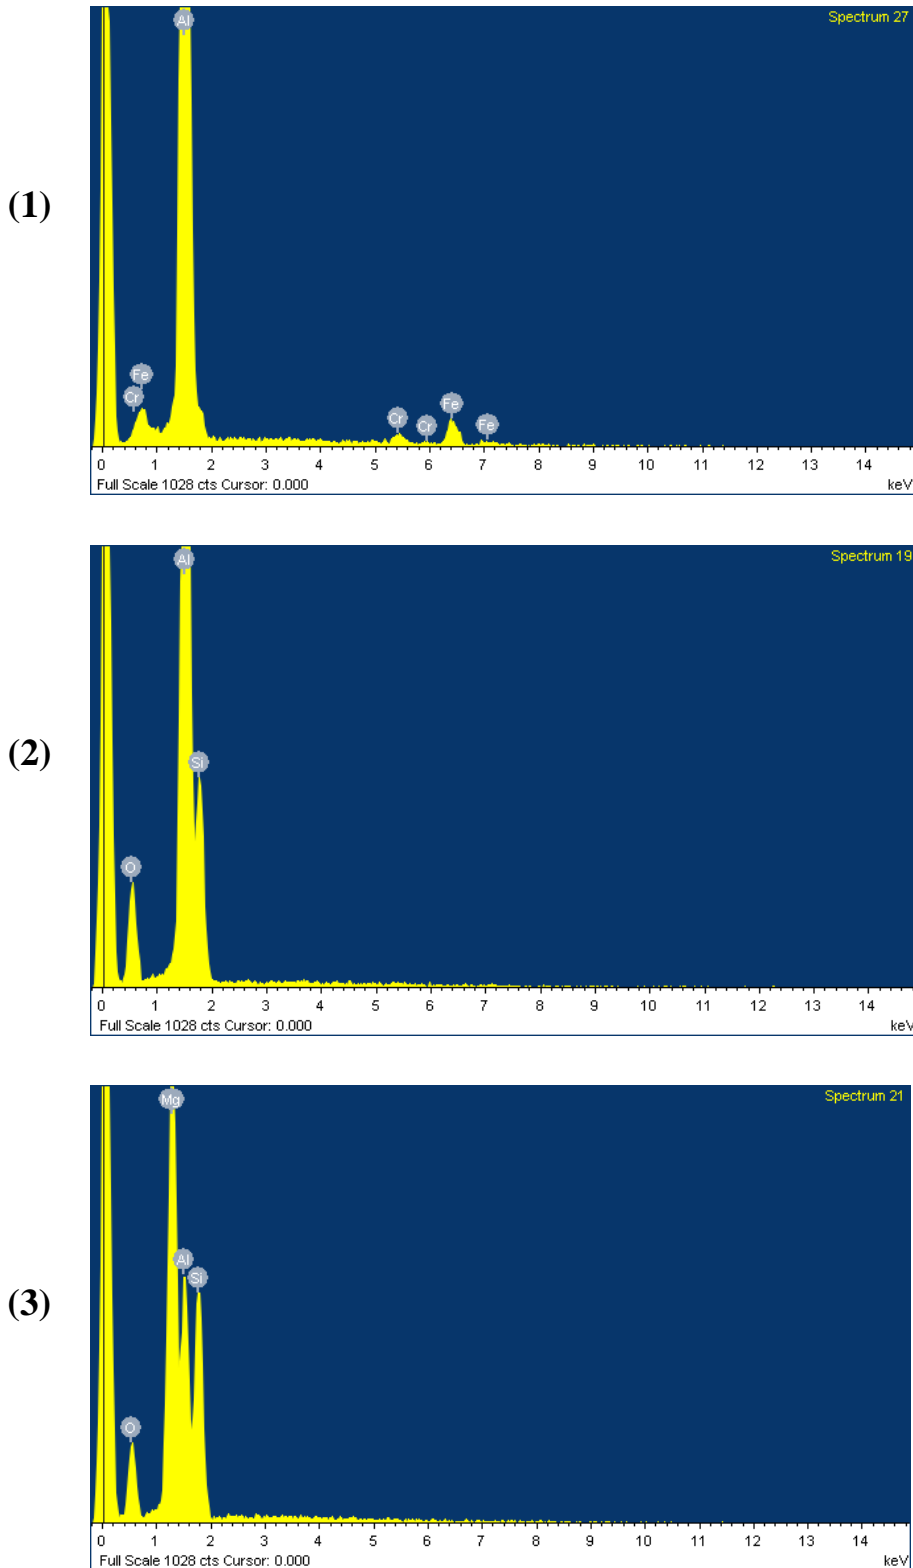 Spectrum 27
Al
(1)
Fe
Cr
Cr
Cr
Fe
Fe
0 1 2 3 4 5 6 7 8 9 10 11 12 13 14
Full Scale 1028 cts Cursor: 0.000 keV
Spectrum 19
Al
(2)
Si
O
0 1 2 3 4 5 6 7 8 9 10 11 12 13 14
Full Scale 1028 cts Cursor: 0.000 keV
Spectrum 21
Mg
Al
Si
(3)
O
0 1 2 3 4 5 6 7 8 9 10 11 12 13 14
Full Scale 1028 cts Cursor: 0.000 keV